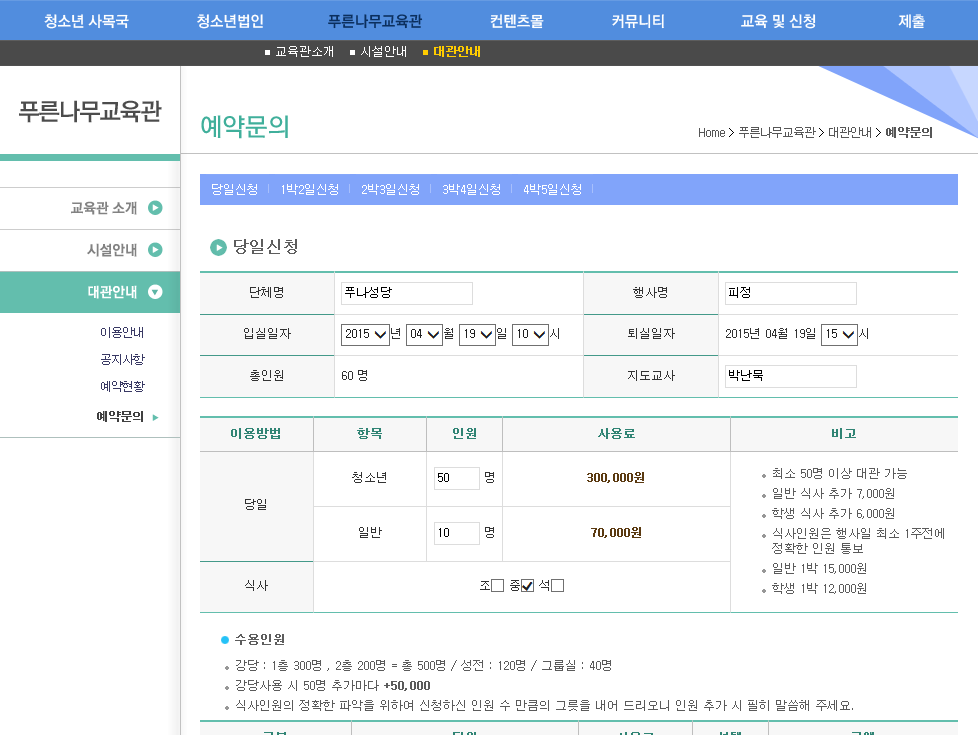 청소년 사목국 청소년법인 푸른나무교육관 컨텐츠몰 커뮤니티 교육 및 신청 제출
교육관소개 시설안내 대관안내
푸른나무교육관
예약문의
Home > 푸른나무교육관 > 대관안내 > 예약문의
교육관 소개
시설안내
대관안내
이용안내
공지사항
예약현황
예약문의
당일신청 1박2일신청 2박3일신청 3박4일신청 4박5일신청
당일신청
단체명 푸나성당 행사명 피정
입실일자 2015 년 04 월 19 일 10 시 퇴실일자 2015년 04월 19일 15 시
총인원 60 명 지도교사 박난묵
이용방법 항목 인원 사용료 비고
당일 청소년 50 명 300,000원
일반 10 명 70,000원
식사 조 중 석
최소 50명 이상 대관 가능
일반 식사 추가 7,000원
학생 식사 추가 6,000원
식사인원은 행사일 최소 1주전에
정확한 인원 통보
일반 1박 15,000원
학생 1박 12,000원
수용인원
강당 : 1층 300명 , 2층 200명 = 총 500명 / 성전 : 120명 / 그룹실 : 40명
강당사용 시 50명 추가마다 +50,000
식사인원의 정확한 파악을 위하여 신청하신 인원 수 만큼의 그릇을 내어 드리오니 인원 추가 시 필히 말씀해 주세요.